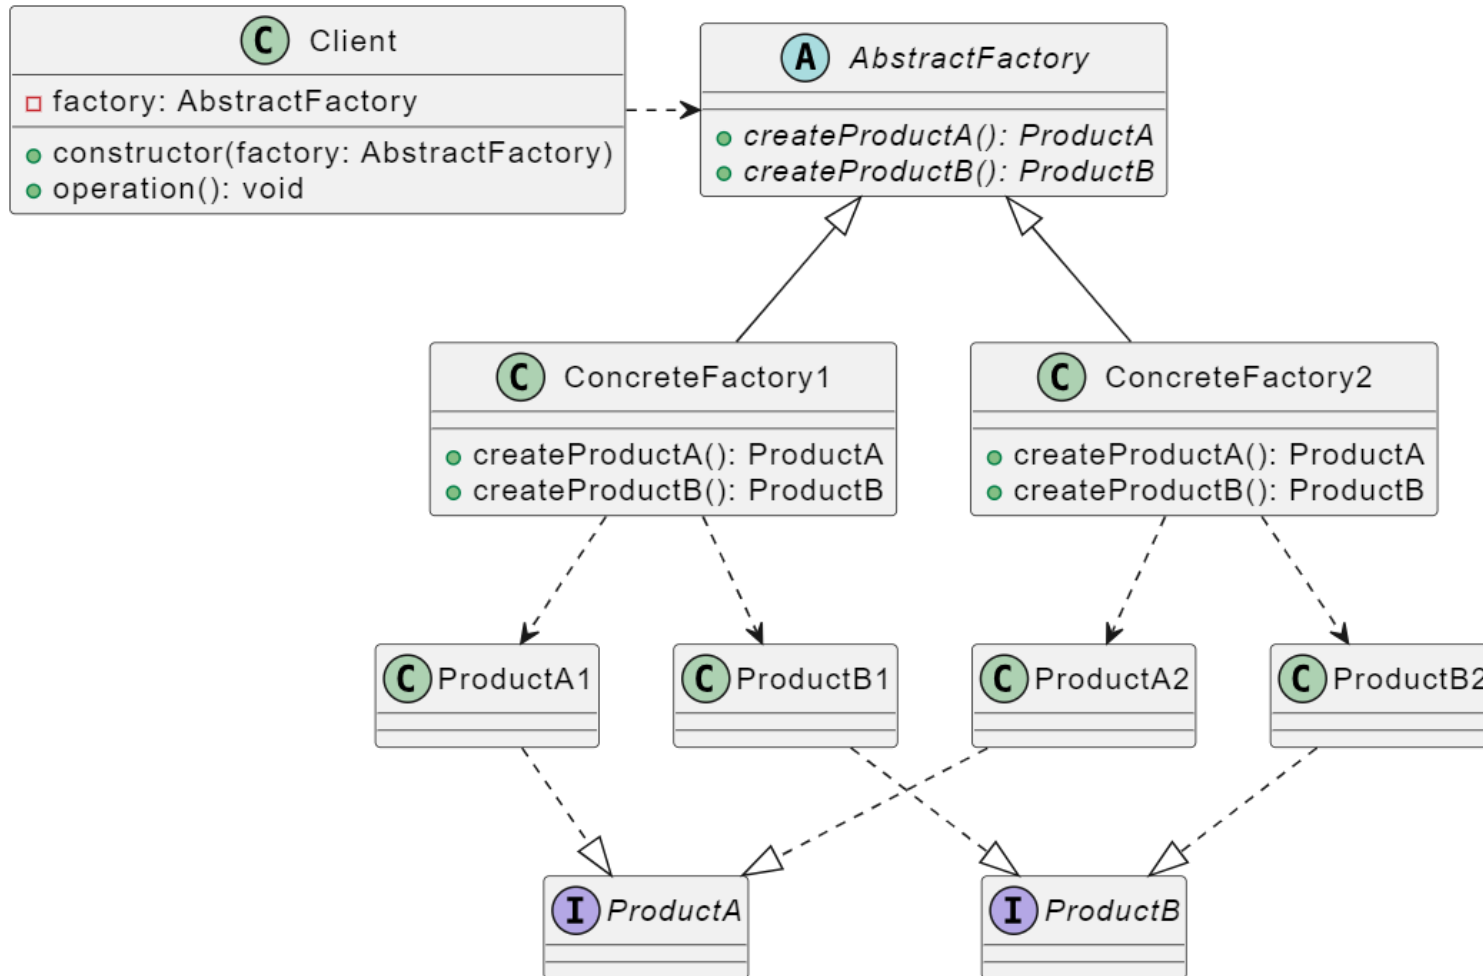 C Client
factory: AbstractFactory
constructor(factory: AbstractFactory)
operation(): void
A AbstractFactory
createProductA(): ProductA
createProductB(): ProductB
C ConcreteFactory1
createProductA(): ProductA
createProductB(): ProductB
C ConcreteFactory2
createProductA(): ProductA
createProductB(): ProductB
C ProductA1
C ProductB1
C ProductA2
C ProductB2
I ProductA
I ProductB